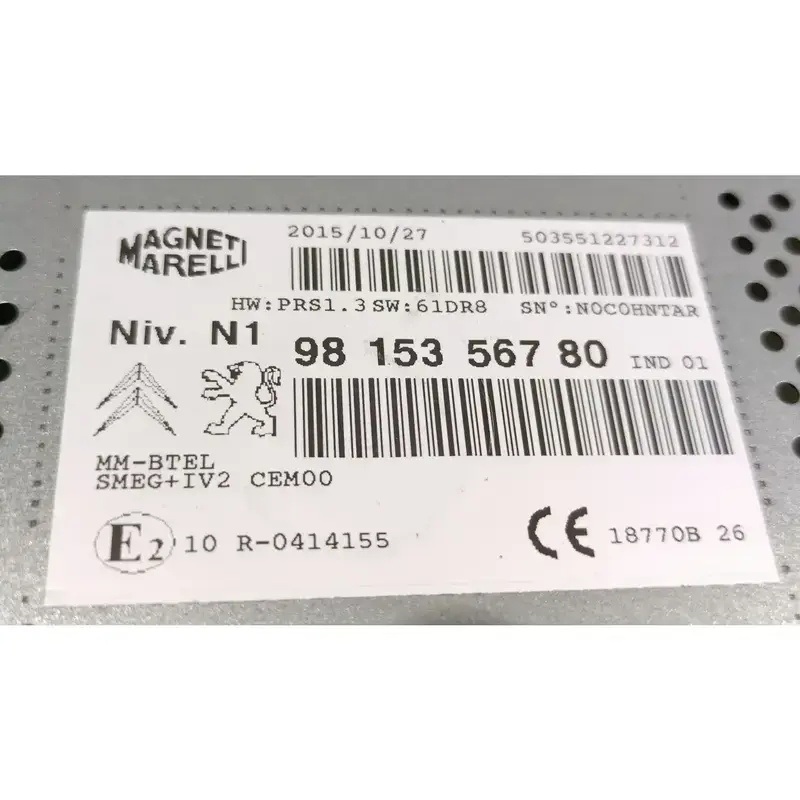 MAGNETI
MARELLI
2015/10/27 503551227312
HW:PRS1.3 SW:61DR8 SN°:NOCOHNTAR
Niv. N1
98 153 567 80 IND 01
MM-BTEL
SMEG+IV2 CEM00
E2 10 R-0414155
CE 18770B 26